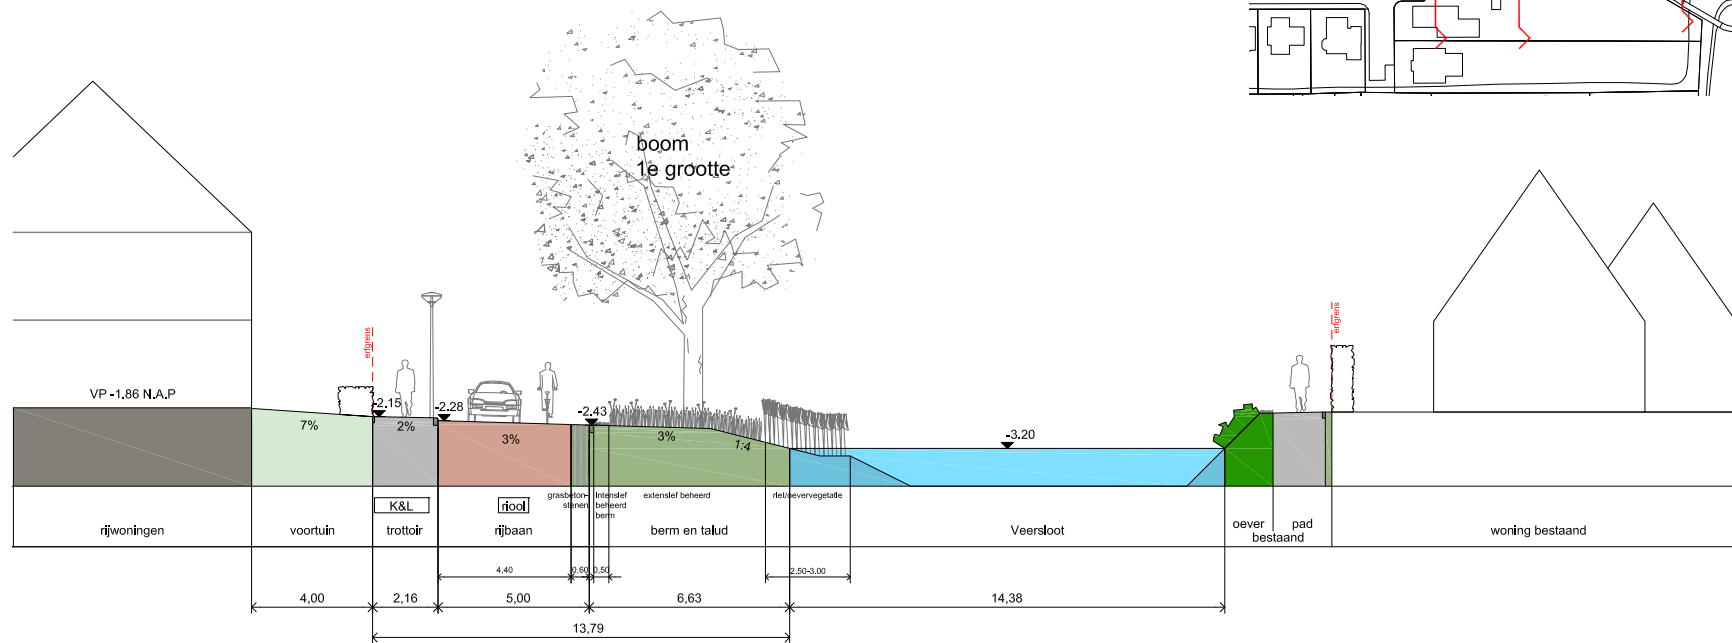 boom
1e grootte
erfgrens
erfgrens
VP -1.86 N.A.P
-2.15
-2.28
-2.43
-3.20
7%
2%
3%
3%
1:4
K&L
riool
grasbeton-
stenen
Intensief
beheerd
berm
extensief beheerd
riet/oevervegetatie
rijwoningen
voortuin
trottoir
rijbaan
berm en talud
Veersloot
oever pad
bestaand
woning bestaand
4,40
0,60
0,50
2.50-3.00
4,00
2,16
5,00
6,63
14,38
13,79